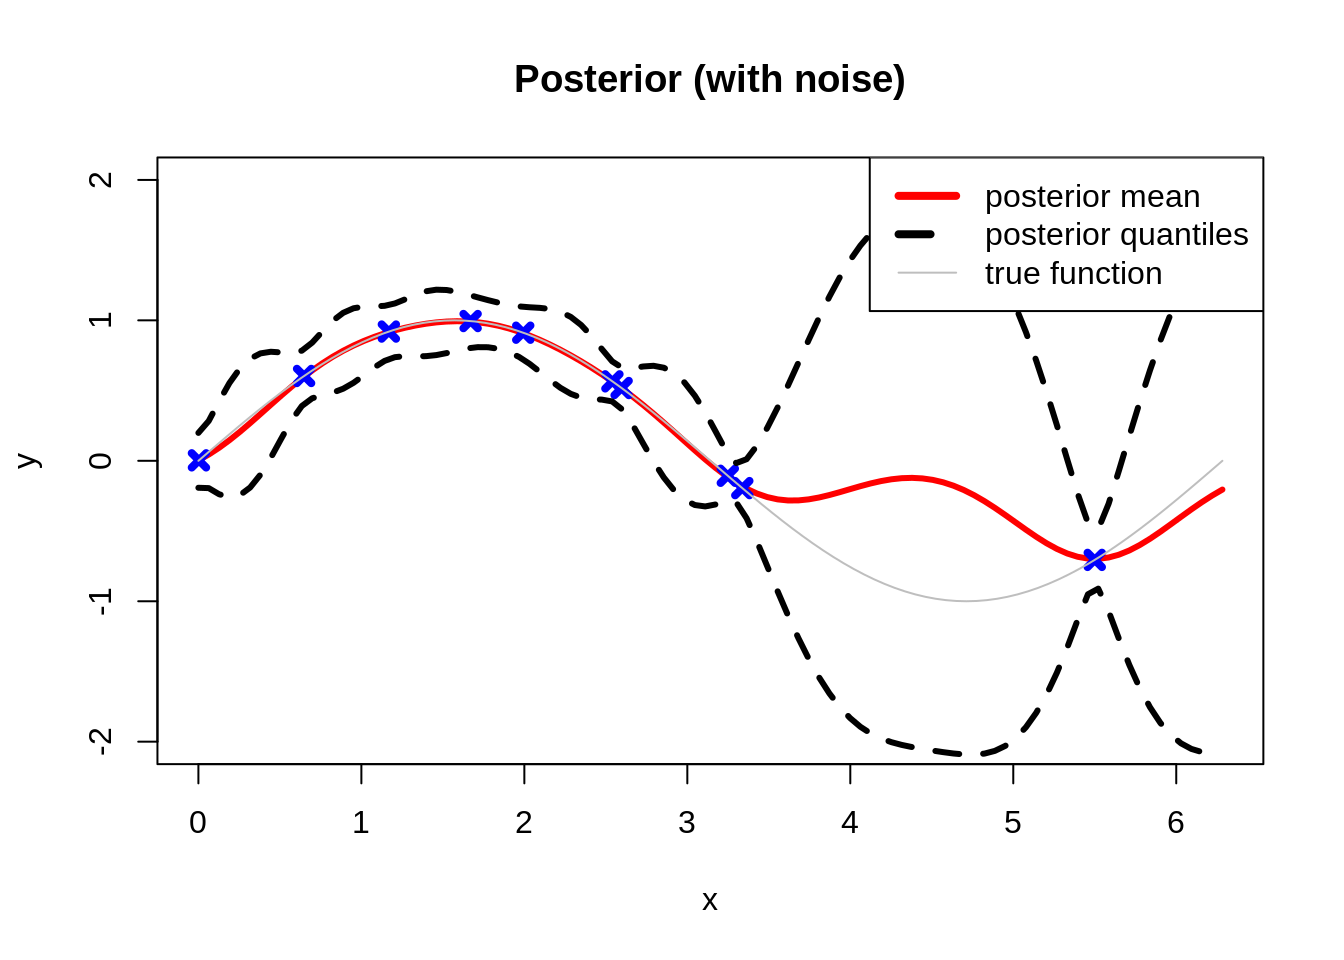 Posterior (with noise)
posterior mean
posterior quantiles
true function
y
2
1
0
-1
-2
0 1 2 3 4 5 6
x